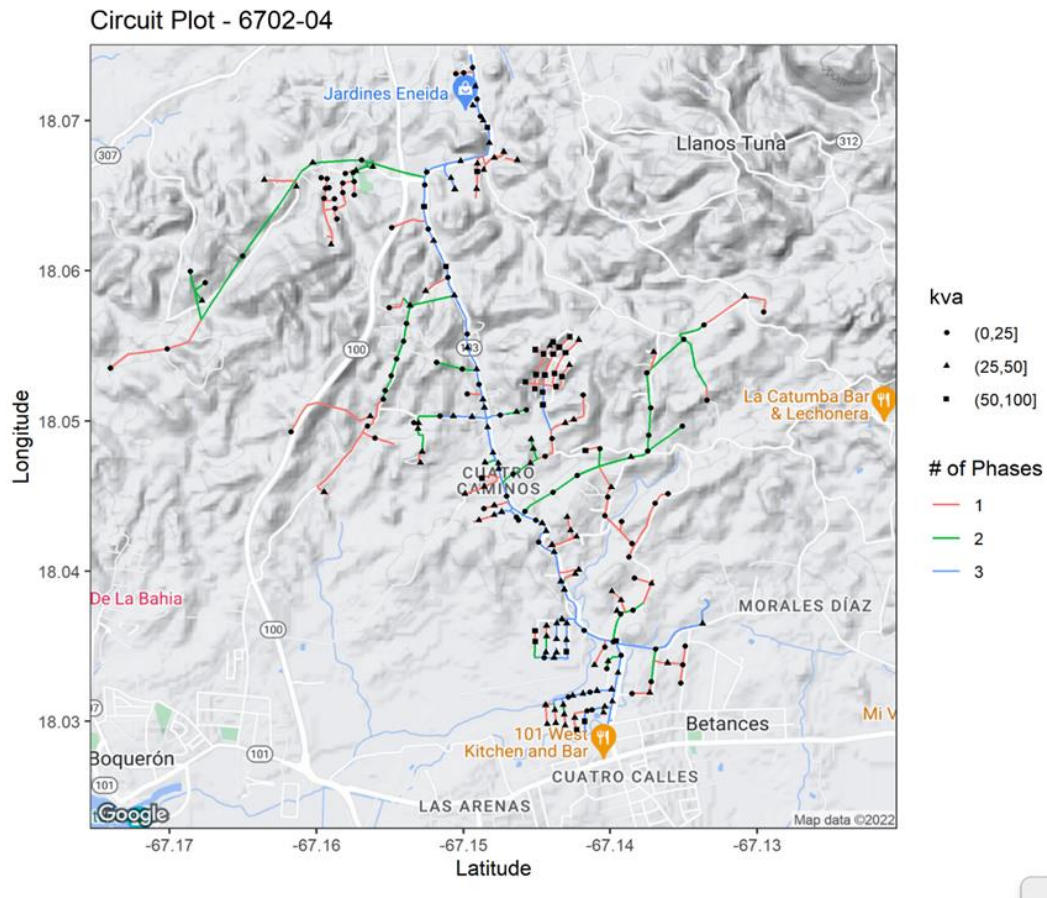 Circuit Plot - 6702-04
Jardines Eneida
Llanos Tuna
312
307
18.07
18.06
18.05
18.04
18.03
Longitude
100
103
La Catumba Bar
& Lechonera
CUATRO
CAMINOS
De La Bahia
MORALES DÍAZ
100
Betances
Mi V
101 West
Kitchen and Bar
Boquerón
101
101
CUATRO CALLES
LAS ARENAS
Google
Map data ©2022
-67.17
-67.16
-67.15
-67.14
-67.13
Latitude
kva
(0,25]
(25,50]
(50,100]
# of Phases
1
2
3